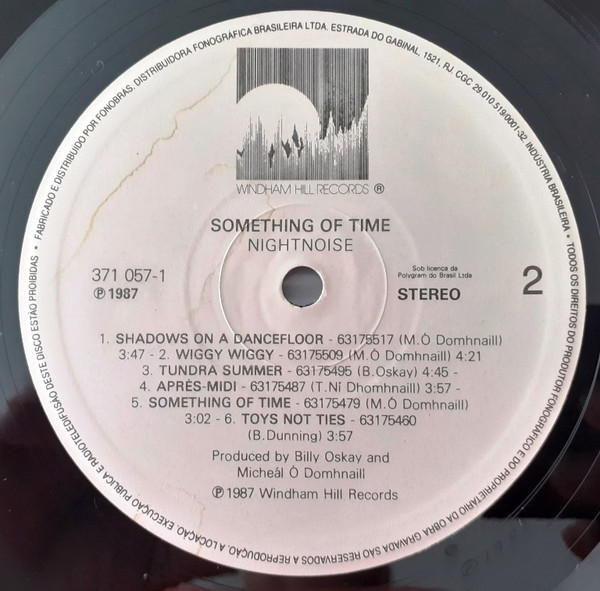 FABRICADO E DISTRIBUIDO POR FONOBRAS, DISTRIBUIDORA FONOGRÁFICA BRASILEIRA LTDA. ESTRADA DO GABINAL, 1521, RJ, CGC 29.010.519/0001-32. INDÚSTRIA BRASILEIRA • TODOS OS DIREITOS DO PRODUTOR FONOGRÁFICO E DO PROPRIETÁRIO DA OBRA GRAVADA SÃO RESERVADOS A REPRODUÇÃO, A LOCAÇÃO, EXECUÇÃO PUBLICA E RADIOTELEDIFUSÃO DESTE DISCO ESTÃO PROIBIDAS •
WINDHAM HILL RECORDS ®
SOMETHING OF TIME
NIGHTNOISE
371 057-1
℗ 1987
Sob licenca da
Polygram do Brasil Ltda
STEREO
2
1. SHADOWS ON A DANCEFLOOR - 63175517 (M.Ò Domhnaill)
3:47 - 2. WIGGY WIGGY - 63175509 (M.Ò Domhnaill) 4:21
3. TUNDRA SUMMER - 63175495 (B.Oskay) 4:45 -
4. APRÈS-MIDI - 63175487 (T.Ní Dhomhnaill) 3:57 -
5. SOMETHING OF TIME - 63175479 (M.Ò Domhnaill)
3:02 - 6. TOYS NOT TIES - 63175460
(B.Dunning) 3:57
Produced by Billy Oskay and
Micheál Ò Domhnaill
℗ 1987 Windham Hill Records